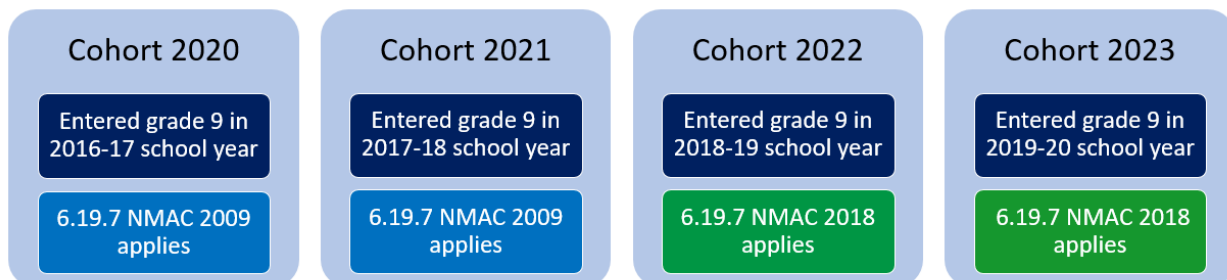 Cohort 2020
Entered grade 9 in
2016-17 school year
6.19.7 NMAC 2009
applies
Cohort 2021
Entered grade 9 in
2017-18 school year
6.19.7 NMAC 2009
applies
Cohort 2022
Entered grade 9 in
2018-19 school year
6.19.7 NMAC 2018
applies
Cohort 2023
Entered grade 9 in
2019-20 school year
6.19.7 NMAC 2018
applies